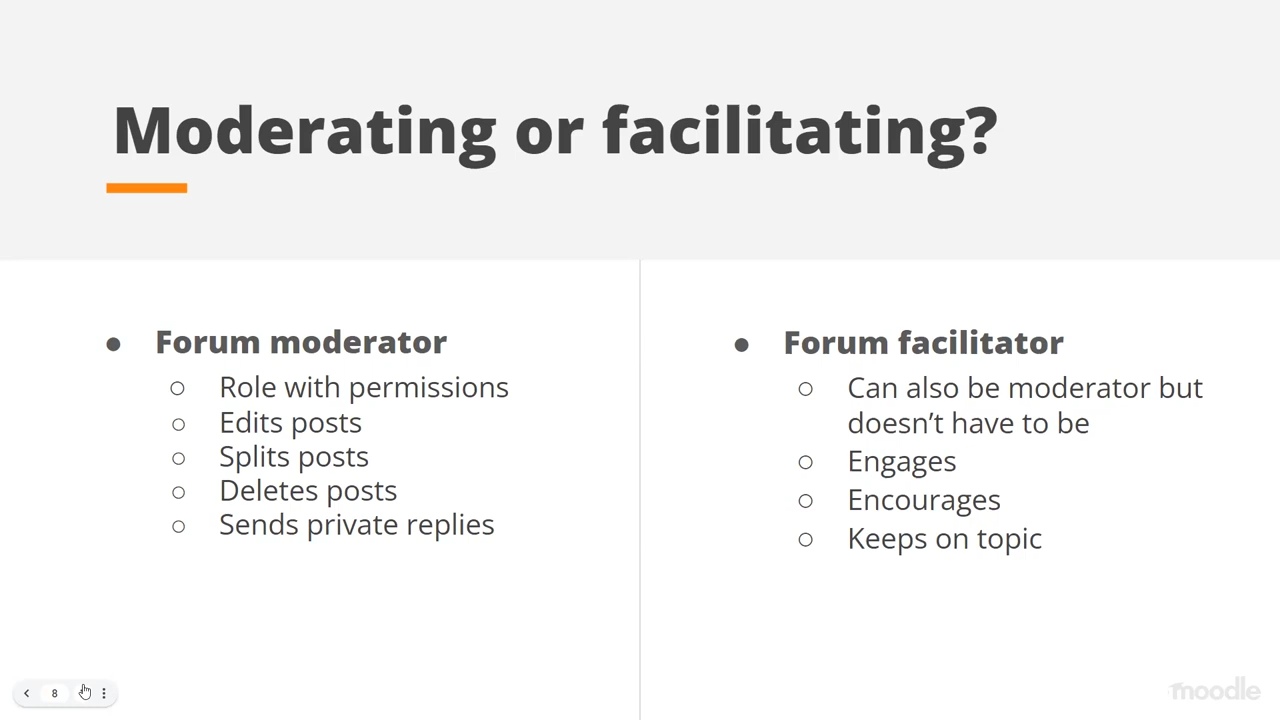 Moderating or facilitating?
● Forum moderator
○ Role with permissions
○ Edits posts
○ Splits posts
○ Deletes posts
○ Sends private replies
● Forum facilitator
○ Can also be moderator but
doesn’t have to be
○ Engages
○ Encourages
○ Keeps on topic
8
moodle